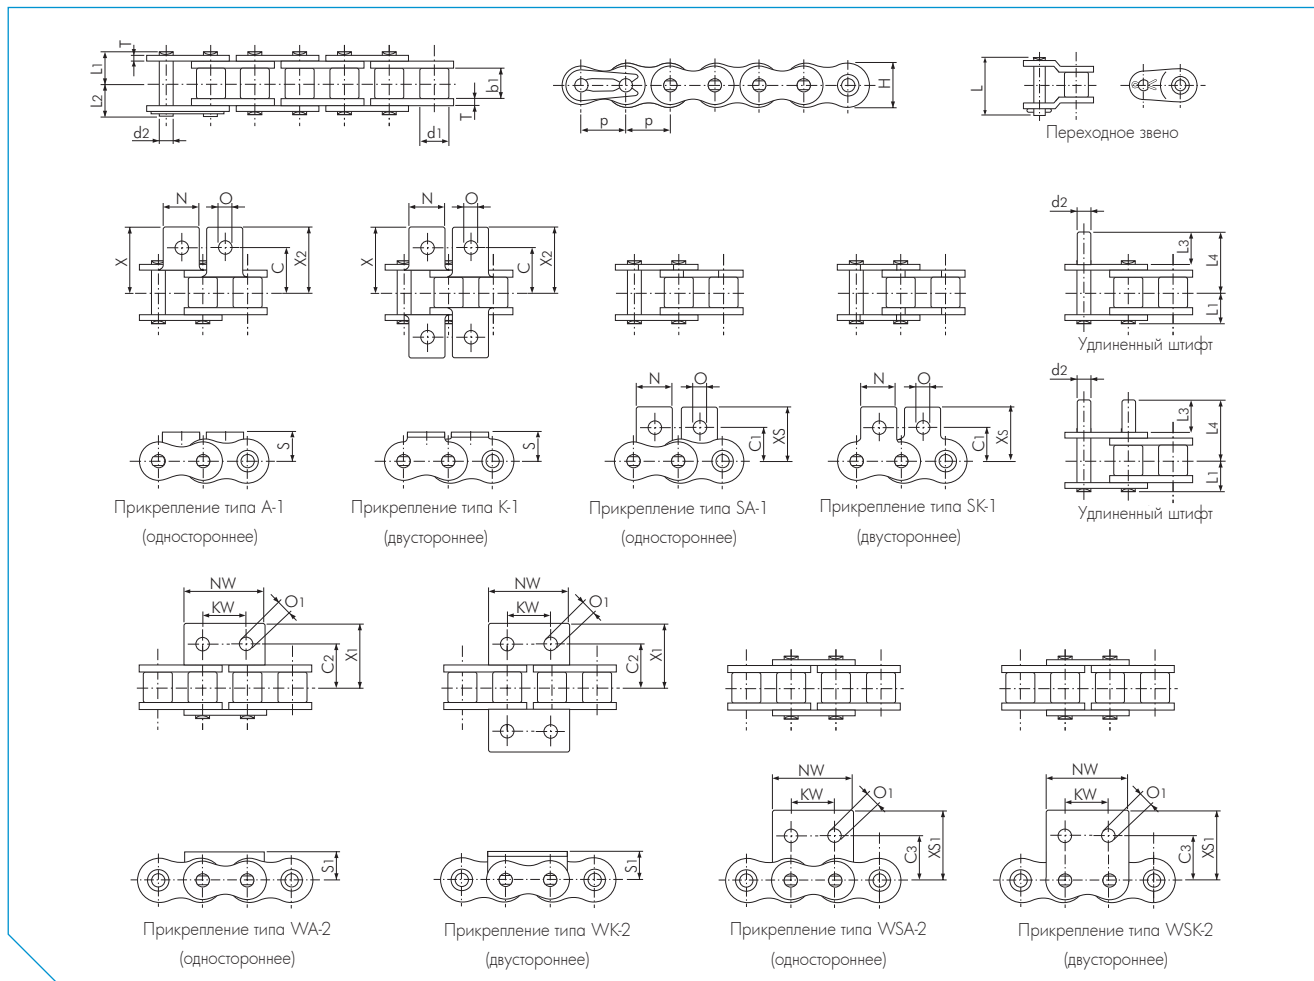 T
L1
L2
d2
b1
T
d1
p
p
H
L
Переходное звено
N
O
X
C
X2
N
O
X
C
X2
d2
L3
L4
L1
Удлиненный штифт
S
S
N
O
C1
XS
N
O
C1
XS
d2
L3
L4
L1
Удлиненный штифт
Прикрепление типа A-1
(одностороннее)
Прикрепление типа K-1
(двустороннее)
Прикрепление типа SA-1
(одностороннее)
Прикрепление типа SK-1
(двустороннее)
NW
KW
O1
C2
X1
NW
KW
O1
C2
X1
S1
S1
NW
KW
O1
C3
XS1
NW
KW
O1
C3
XS1
Прикрепление типа WA-2
(одностороннее)
Прикрепление типа WK-2
(двустороннее)
Прикрепление типа WSA-2
(одностороннее)
Прикрепление типа WSK-2
(двустороннее)